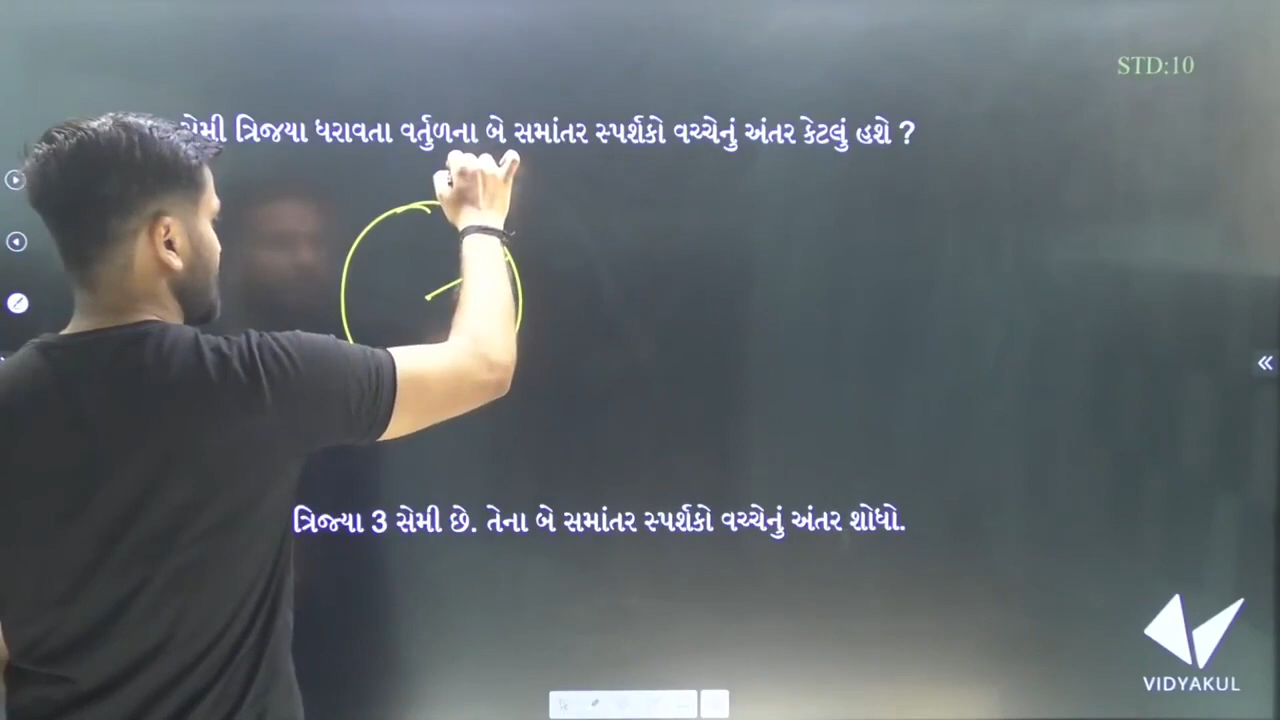 STD:10
સેમી ત્રિજયા ધરાવતા વર્તુળના બે સમાંતર સ્પર્શકો વચ્ચેનું અંતર કેટલું હશે ?
ત્રિજ્યા 3 સેમી છે. તેના બે સમાંતર સ્પર્શકો વચ્ચેનું અંતર શોધો.
VIDYAKUL